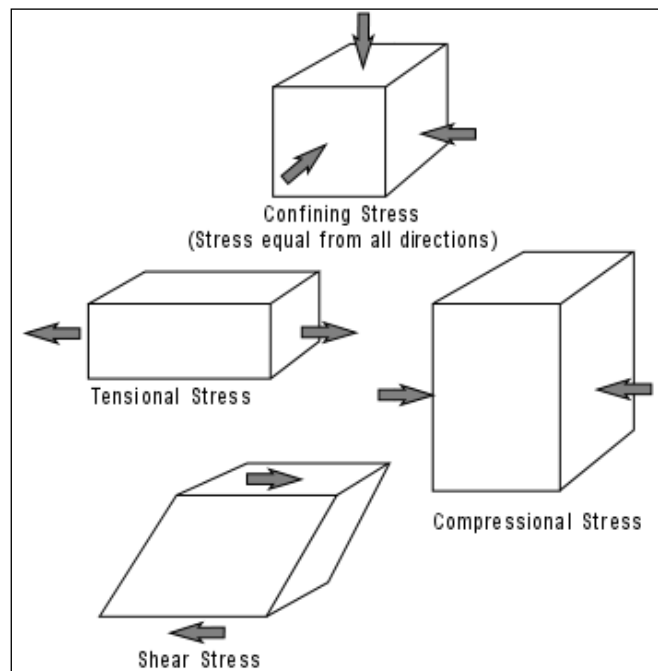 Confining Stress
(Stress equal from all directions)
Tensional Stress
Compressional Stress
Shear Stress